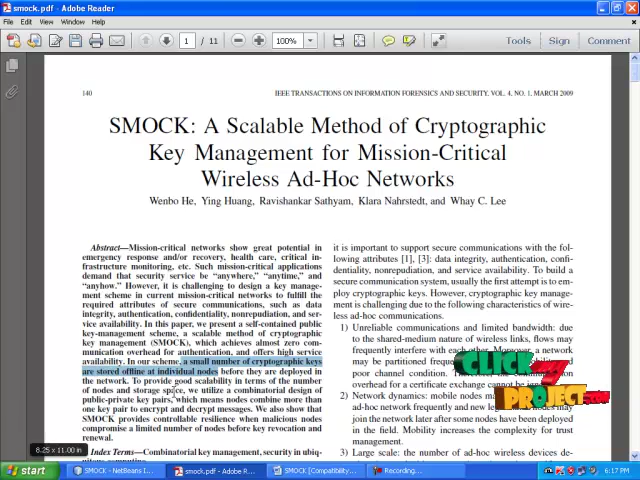 smock.pdf - Adobe Reader
File Edit View Window Help
1 / 11 100% Tools Sign Comment
140 IEEE TRANSACTIONS ON INFORMATION FORENSICS AND SECURITY, VOL. 4, NO. 1, MARCH 2009
SMOCK: A Scalable Method of Cryptographic
Key Management for Mission-Critical
Wireless Ad-Hoc Networks
Wenbo He, Ying Huang, Ravishankar Sathyam, Klara Nahrstedt, and Whay C. Lee
Abstract—Mission-critical networks show great potential in
emergency response and/or recovery, health care, critical in-
frastructure monitoring, etc. Such mission-critical applications
demand that security service be "anywhere," "anytime," and
"anyhow." However, it is challenging to design a key manage-
ment scheme in current mission-critical networks to fulfill the
required attributes of secure communications, such as data
integrity, authentication, confidentiality, nonrepudiation, and ser-
vice availability. In this paper, we present a self-contained public
key-management scheme, a scalable method of cryptographic
key management (SMOCK), which achieves almost zero com-
munication overhead for authentication, and offers high service
availability. In our scheme, a small number of cryptographic keys
are stored offline at individual nodes before they are deployed in
the network. To provide good scalability in terms of the number
of nodes and storage space, we utilize a combinatorial design of
public-private key pairs, which means nodes combine more than
one key pair to encrypt and decrypt messages. We also show that
SMOCK provides controllable resilience when malicious nodes
compromise a limited number of nodes before key revocation and
renewal.
Index Terms—Combinatorial key management, security in ubiq-
it is important to support secure communications with the fol-
lowing attributes [1], [3]: data integrity, authentication, confi-
dentiality, nonrepudiation, and service availability. To build a
secure communication system, usually the first attempt is to em-
ploy cryptographic keys. However, cryptographic key manage-
ment is challenging due to the following characteristics of wire-
less ad-hoc communications.
1) Unreliable communications and limited bandwidth: due
to the shared-medium nature of wireless links, flows may
frequently interfere with each other. Moreover, a network
may be partitioned frequently
poor channel condition.
overhead for a certificate exchange cannot be
2) Network dynamics: mobile nodes ma
ad-hoc network frequently and new leg may
join the network later after some nodes have been deployed
in the field. Mobility increases the complexity for trust
management.
3) Large scale: the number of ad-hoc wireless devices de-
CLICK
my
PROJECT.com
8.25 x 11.00 in
start SMOCK - NetBeans I... smock.pdf - Adobe R... SMOCK [Compatibility... Recording... 6:17 PM